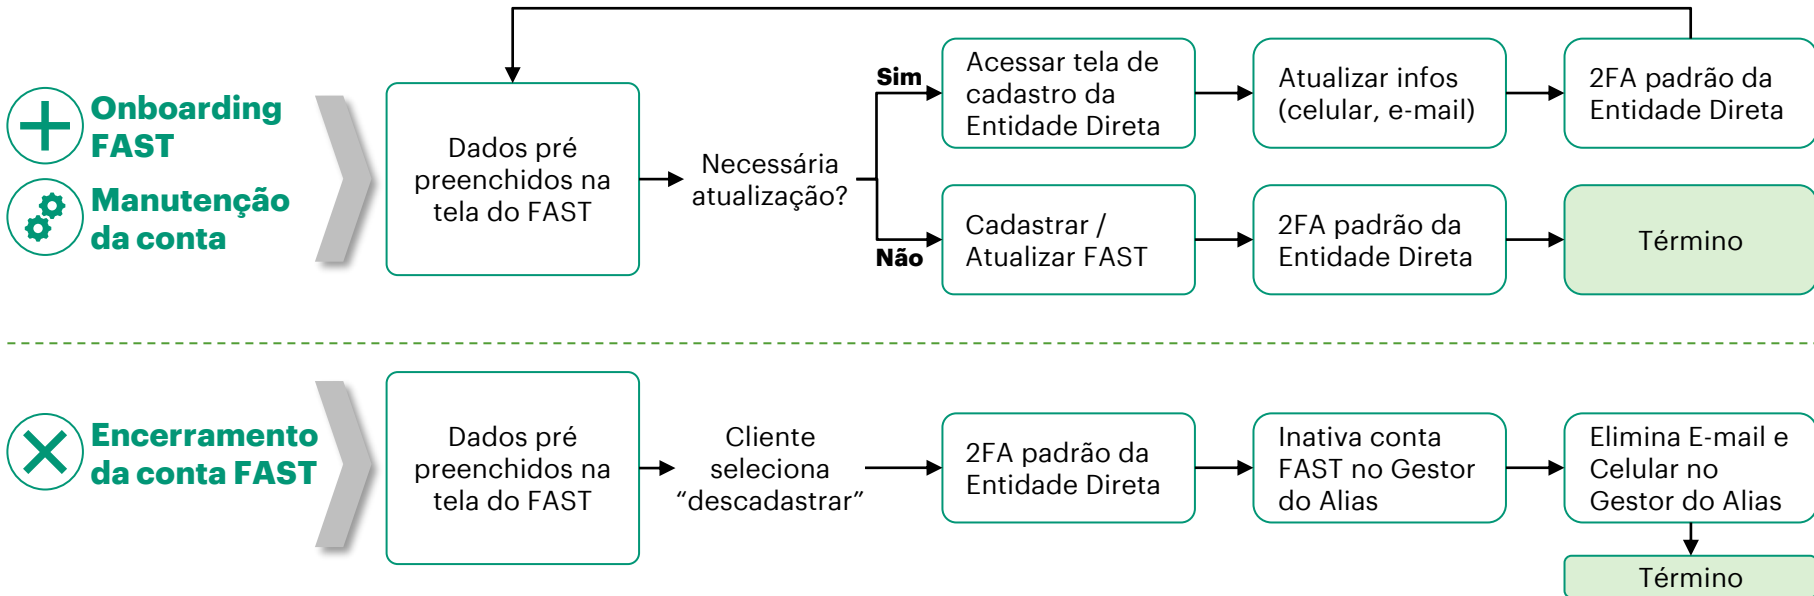 Onboarding
FAST
Manutenção
da conta
Dados pré
preenchidos na
tela do FAST
Necessária
atualização?
Sim
Acessar tela de
cadastro da
Entidade Direta
Atualizar infos
(celular, e-mail)
2FA padrão da
Entidade Direta
Não
Cadastrar /
Atualizar FAST
2FA padrão da
Entidade Direta
Término
Encerramento
da conta FAST
Dados pré
preenchidos na
tela do FAST
Cliente
seleciona
“descadastrar”
2FA padrão da
Entidade Direta
Inativa conta
FAST no Gestor
do Alias
Elimina E-mail e
Celular no
Gestor do Alias
Término